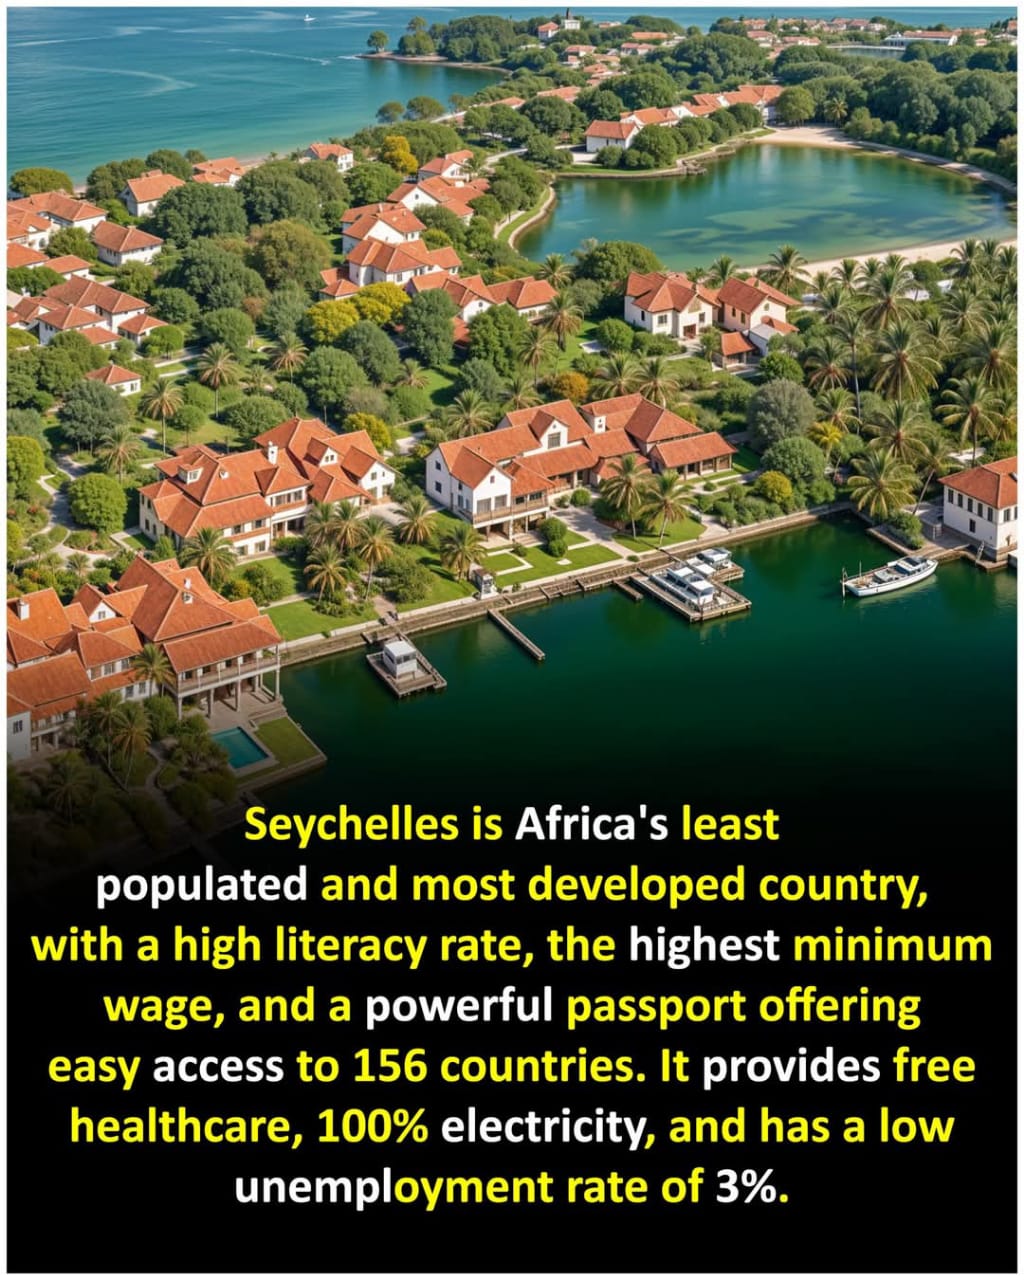 Seychelles is Africa's least
populated and most developed country,
with a high literacy rate, the highest minimum
wage, and a powerful passport offering
easy access to 156 countries. It provides free
healthcare, 100% electricity, and has a low
unemployment rate of 3%.